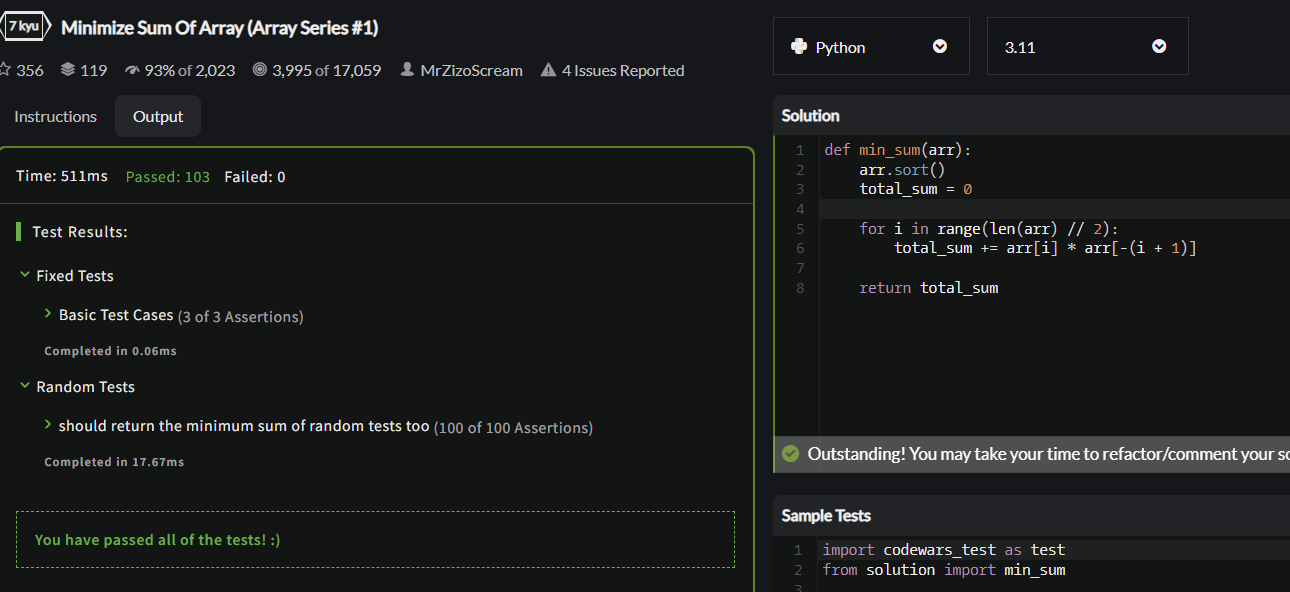 7 kyu Minimize Sum Of Array (Array Series #1)
356 119 93% of 2,023 3,995 of 17,059 MrZizoScream 4 Issues Reported
Instructions Output
Time: 511ms Passed: 103 Failed: 0
Test Results:
Fixed Tests
Basic Test Cases (3 of 3 Assertions)
Completed in 0.06ms
Random Tests
should return the minimum sum of random tests too (100 of 100 Assertions)
Completed in 17.67ms
You have passed all of the tests! :)
Python 3.11
Solution
1 def min_sum(arr):
2 arr.sort()
3 total_sum = 0
4
5 for i in range(len(arr) // 2):
6 total_sum += arr[i] * arr[-(i + 1)]
7
8 return total_sum
Outstanding! You may take your time to refactor/comment your
Sample Tests
1 import codewars_test as test
2 from solution import min_sum
3